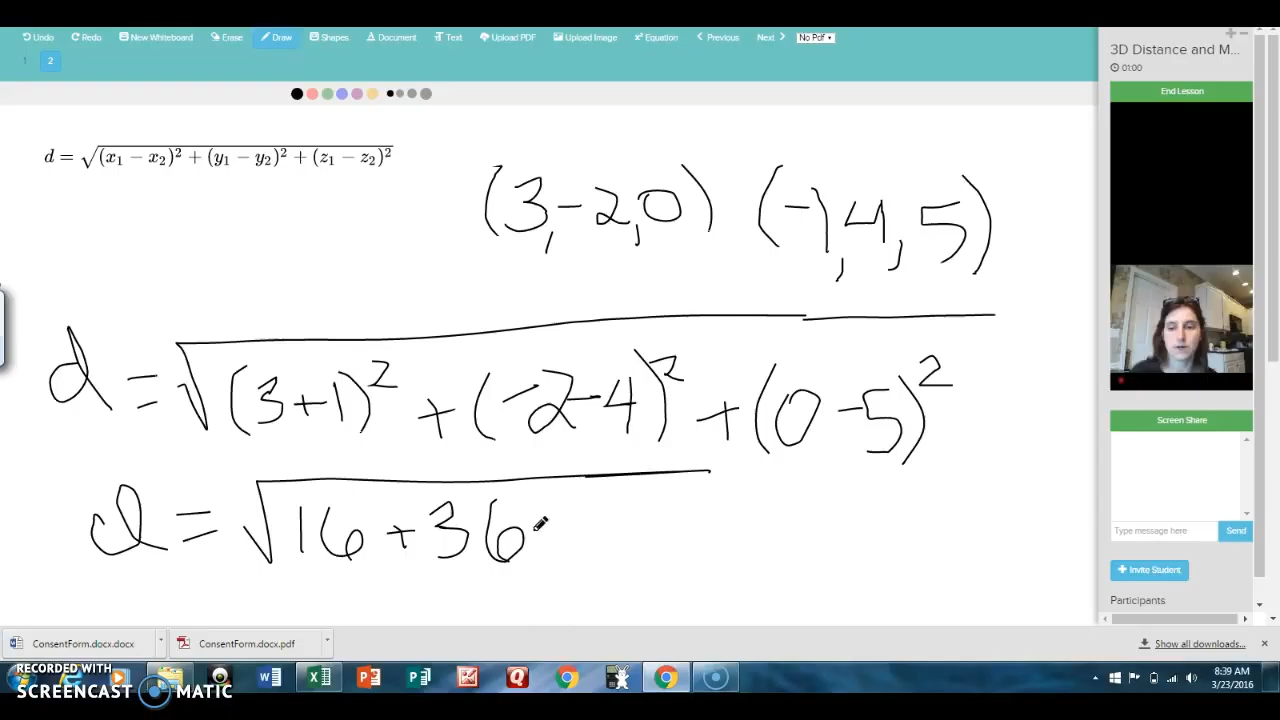 Undo Redo New Whiteboard Erase Draw Shapes Document Text Upload PDF Upload Image x² Equation Previous Next No Pdf
1 2
3D Distance and M...
01:00
End Lesson
d = √(x₁ − x₂)² + (y₁ − y₂)² + (z₁ − z₂)²
(3,-2,0) (-1,4,5)
d = √(3+1)² + (-2-4)² + (0-5)²
d = √16+36
Screen Share
Type message here Send
Invite Student
Participants
ConsentForm.docx.docx ConsentForm.docx.pdf Show all downloads...
RECORDED WITH
SCREENCAST MATIC
8:39 AM
3/23/2016